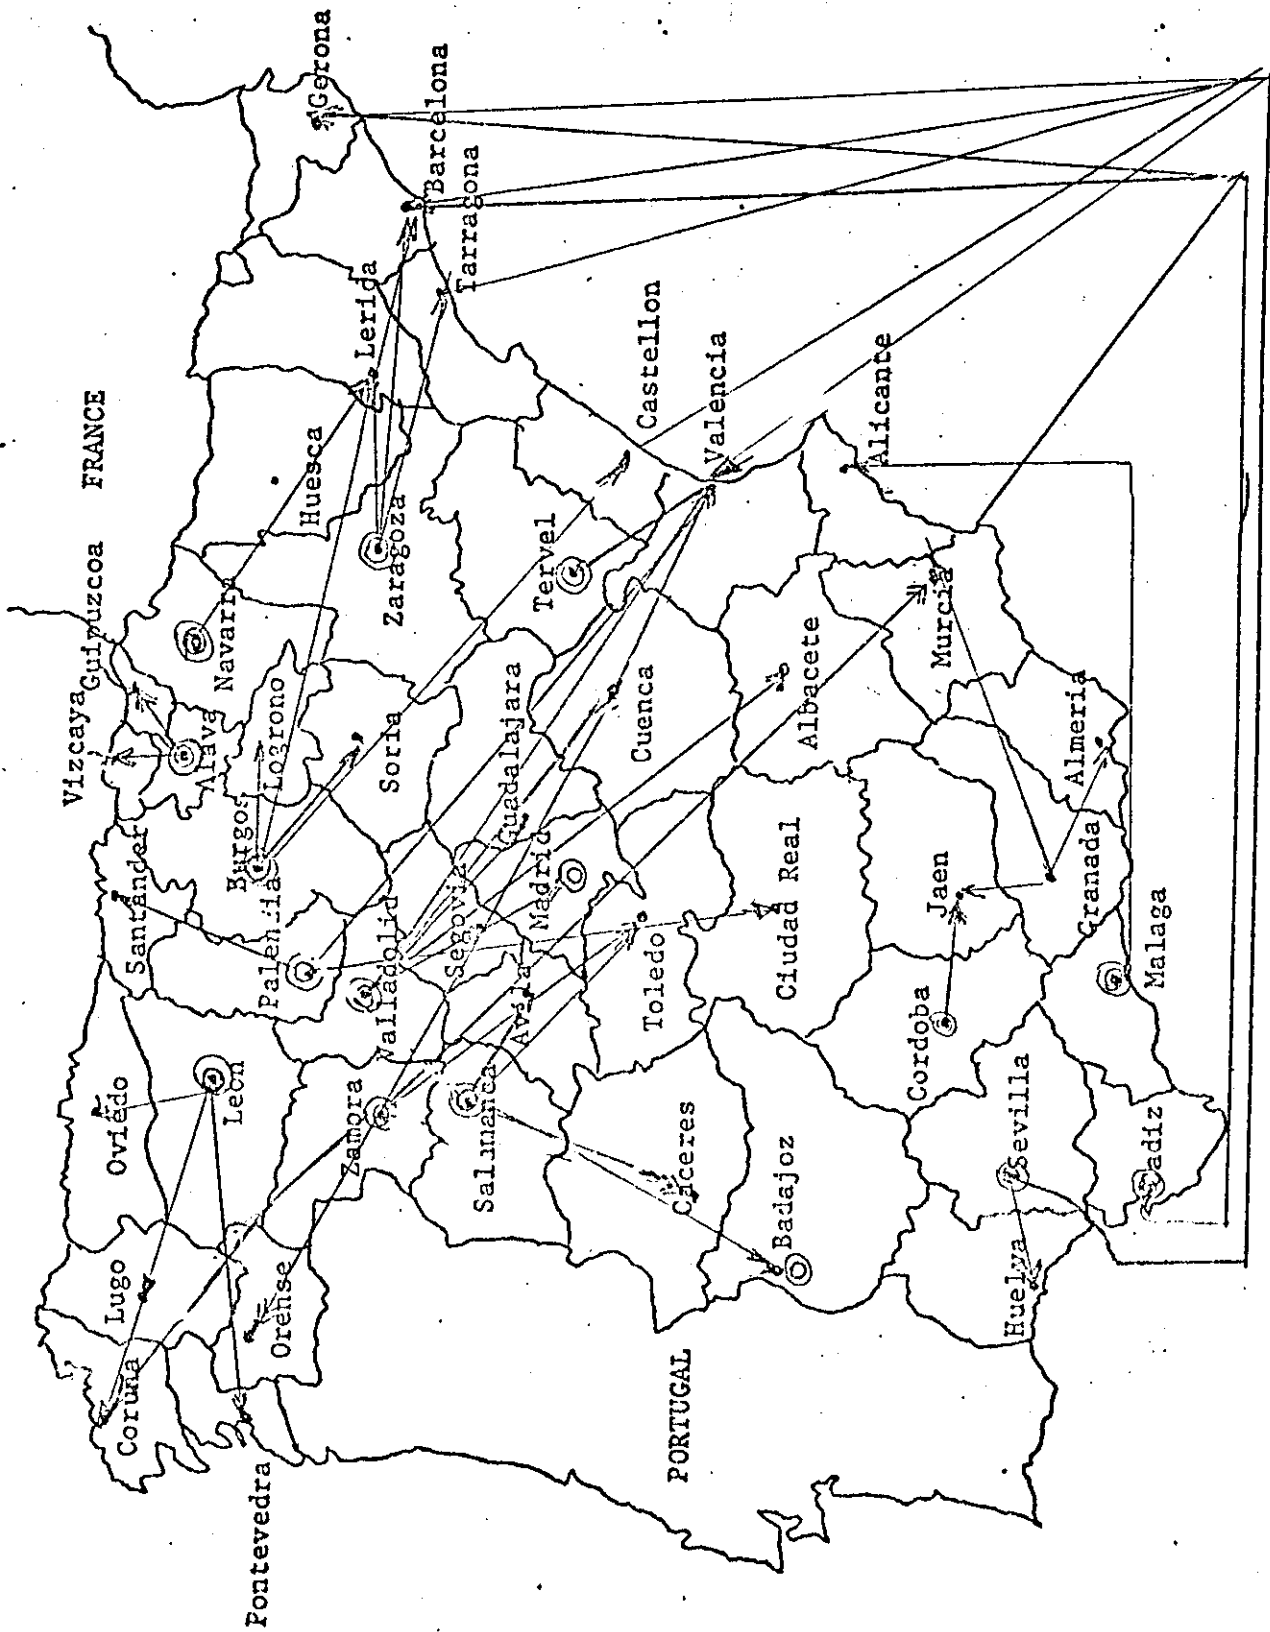 FRANCE
Vizcaya
Guipuzcoa
Santander
Oviedo
Coruna
Lugo
Pontevedra
Orense
Leon
Palencia
Burgos
Alava
Logrono
Navarra
Huesca
Lerida
Gerona
Barcelona
Tarragona
Zaragoza
Soria
Valladolid
Zamora
Salmanca
Segovia
Avila
Madrid
Guadalajara
Tervel
Castellon
Valencia
Cuenca
Toledo
Caceres
Badajoz
Ciudad Real
Albacete
Alicante
Murcia
Jaen
Cordoba
Sevilla
Huelva
Cadiz
Malaga
Granada
Almeria
PORTUGAL